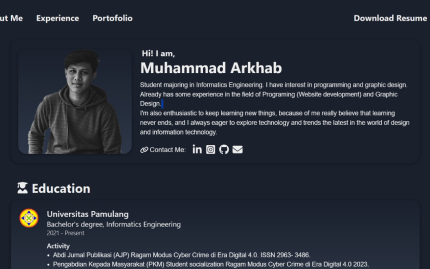 ut Me Experience Portofolio Download Resume
Hi! I am,
Muhammad Arkhab
Student majoring in Informatics Engineering. I have interest in programming and graphic design.
Already has some experience in the field of Programing (Website development) and Graphic
Design.
I'm also enthusiastic to keep learning new things, because of me really believe that learning
never ends, and I always eager to explore technology and trends the latest in the world of design
and information technology.
Contact Me:
Education
Universitas Pamulang
Bachelor's degree, Informatics Engineering
2021 - Present
Activity
• Abdi Jurnal Publikasi (AJP) Ragam Modus Cyber Crime di Era Digital 4.0. ISSN 2963- 3486.
• Pengabdian Kepada Masyarakat (PKM) Student socialization Ragam Modus Cyber Crime di Era Digital 4.0 2023.